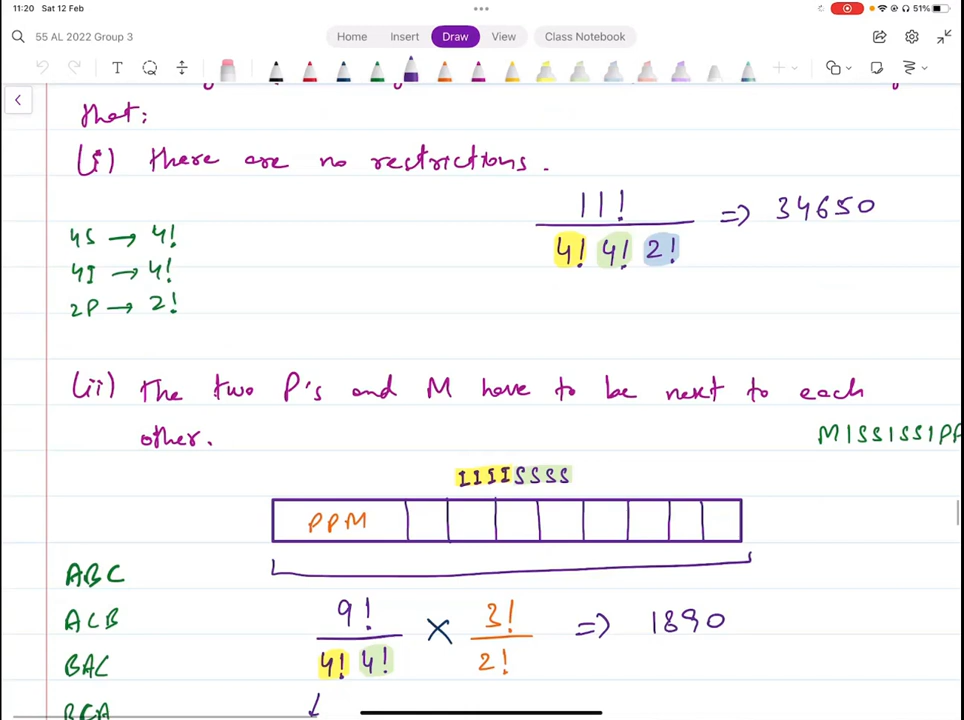 11:20 Sat 12 Feb
51%
55 AL 2022 Group 3
Home Insert Draw View Class Notebook
that:
(i) there are no restrictions.
11!
4! 4! 2!
=> 34650
4S → 4!
4I → 4!
2P → 2!
(ii) The two P's and M have to be next to each
other.
MISSISSIPP
IIIISSSS
PPM
ABC
ACB
BAC
BCA
9!
4! 4!
×
3!
2!
=> 1890